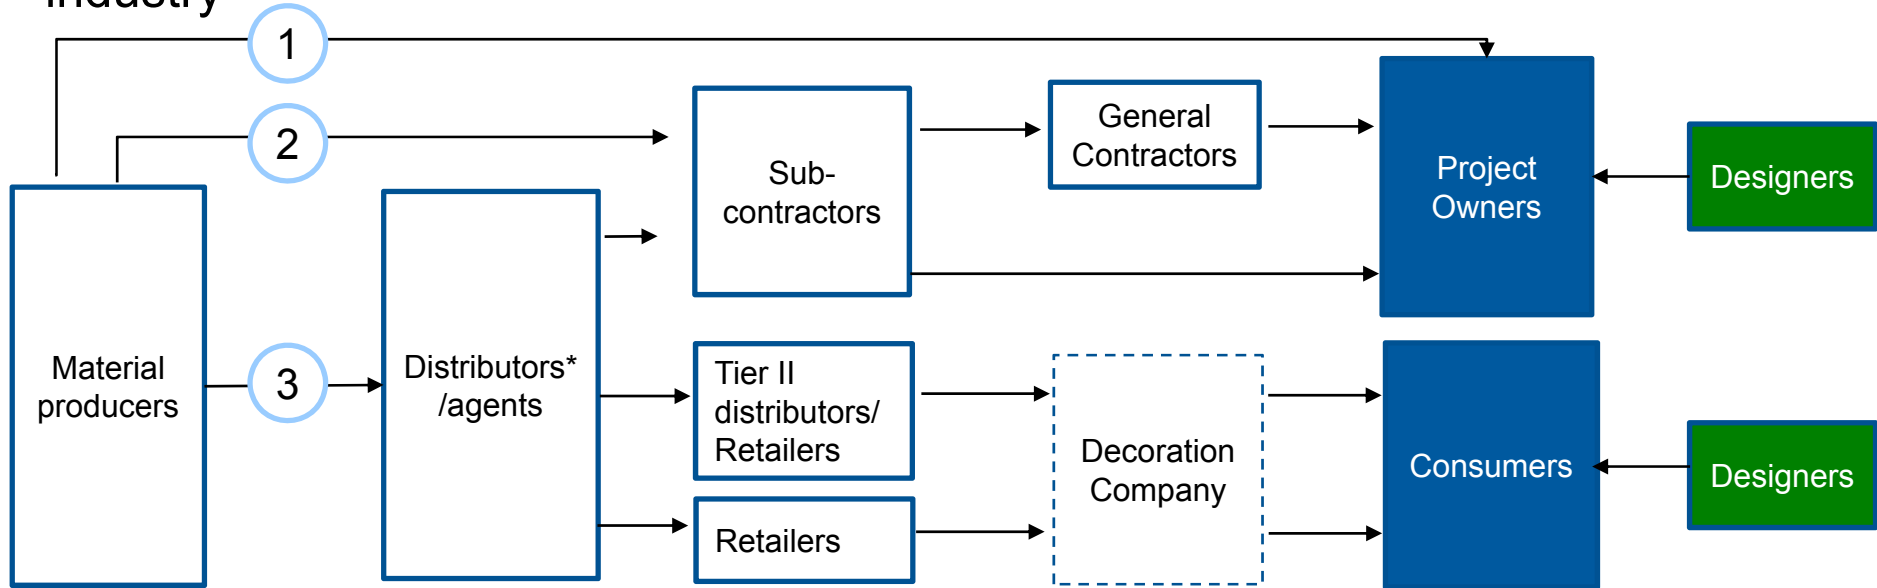 industry
1
2
3
Material
producers
Distributors*
/agents
Sub-
contractors
General
Contractors
Project
Owners
Designers
Tier II
distributors/
Retailers
Retailers
Decoration
Company
Consumers
Designers